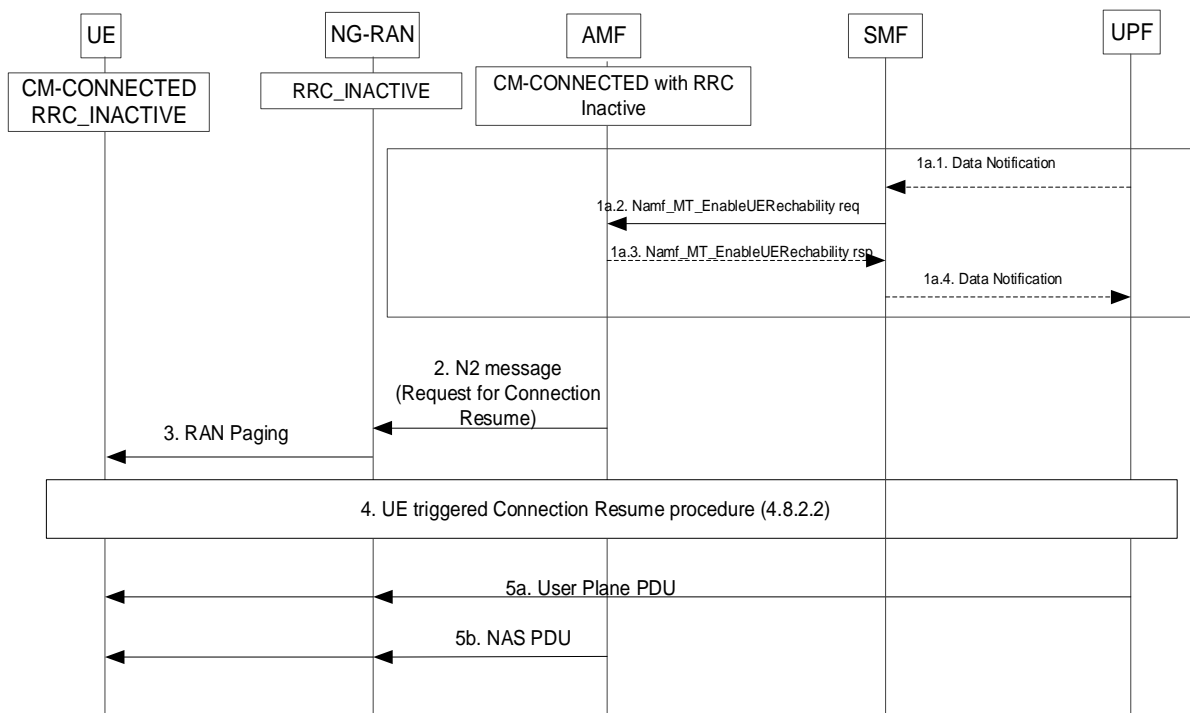 UE
NG-RAN
AMF
SMF
UPF
CM-CONNECTED
RRC_INACTIVE
RRC_INACTIVE
CM-CONNECTED with RRC
Inactive
1a.1. Data Notification
1a.2. Namf_MT_EnableUERechability req
1a.3. Namf_MT_EnableUERechability rsp
1a.4. Data Notification
2. N2 message
(Request for Connection
Resume)
3. RAN Paging
4. UE triggered Connection Resume procedure (4.8.2.2)
5a. User Plane PDU
5b. NAS PDU